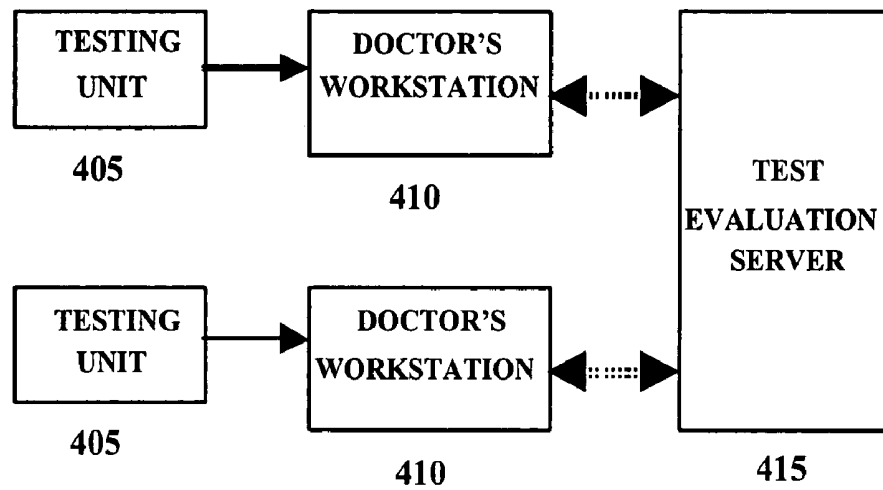 TESTING
UNIT
405
DOCTOR'S
WORKSTATION
410
TEST
EVALUATION
SERVER
415
TESTING
UNIT
405
DOCTOR'S
WORKSTATION
410